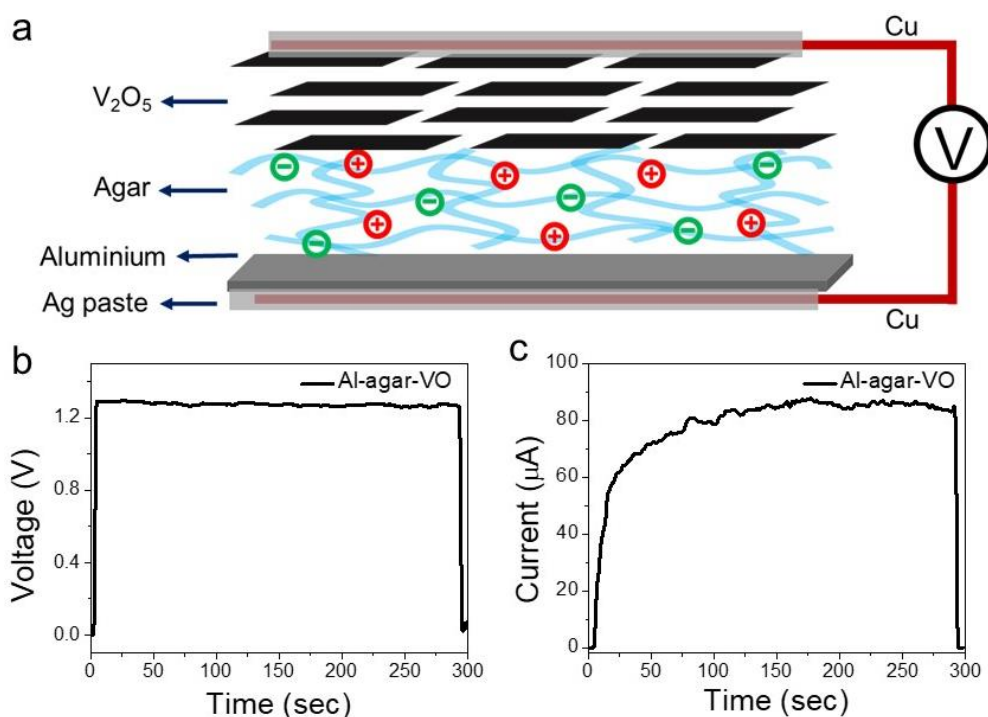 a
Cu
V₂O₅
V
Agar
Aluminium
Ag paste
Cu
b
Al-agar-VO
1.2
0.8
0.4
0.0
Voltage (V)
0 50 100 150 200 250 300
Time (sec)
c
Al-agar-VO
100
80
60
40
20
0
Current (μA)
0 50 100 150 200 250 300
Time (sec)